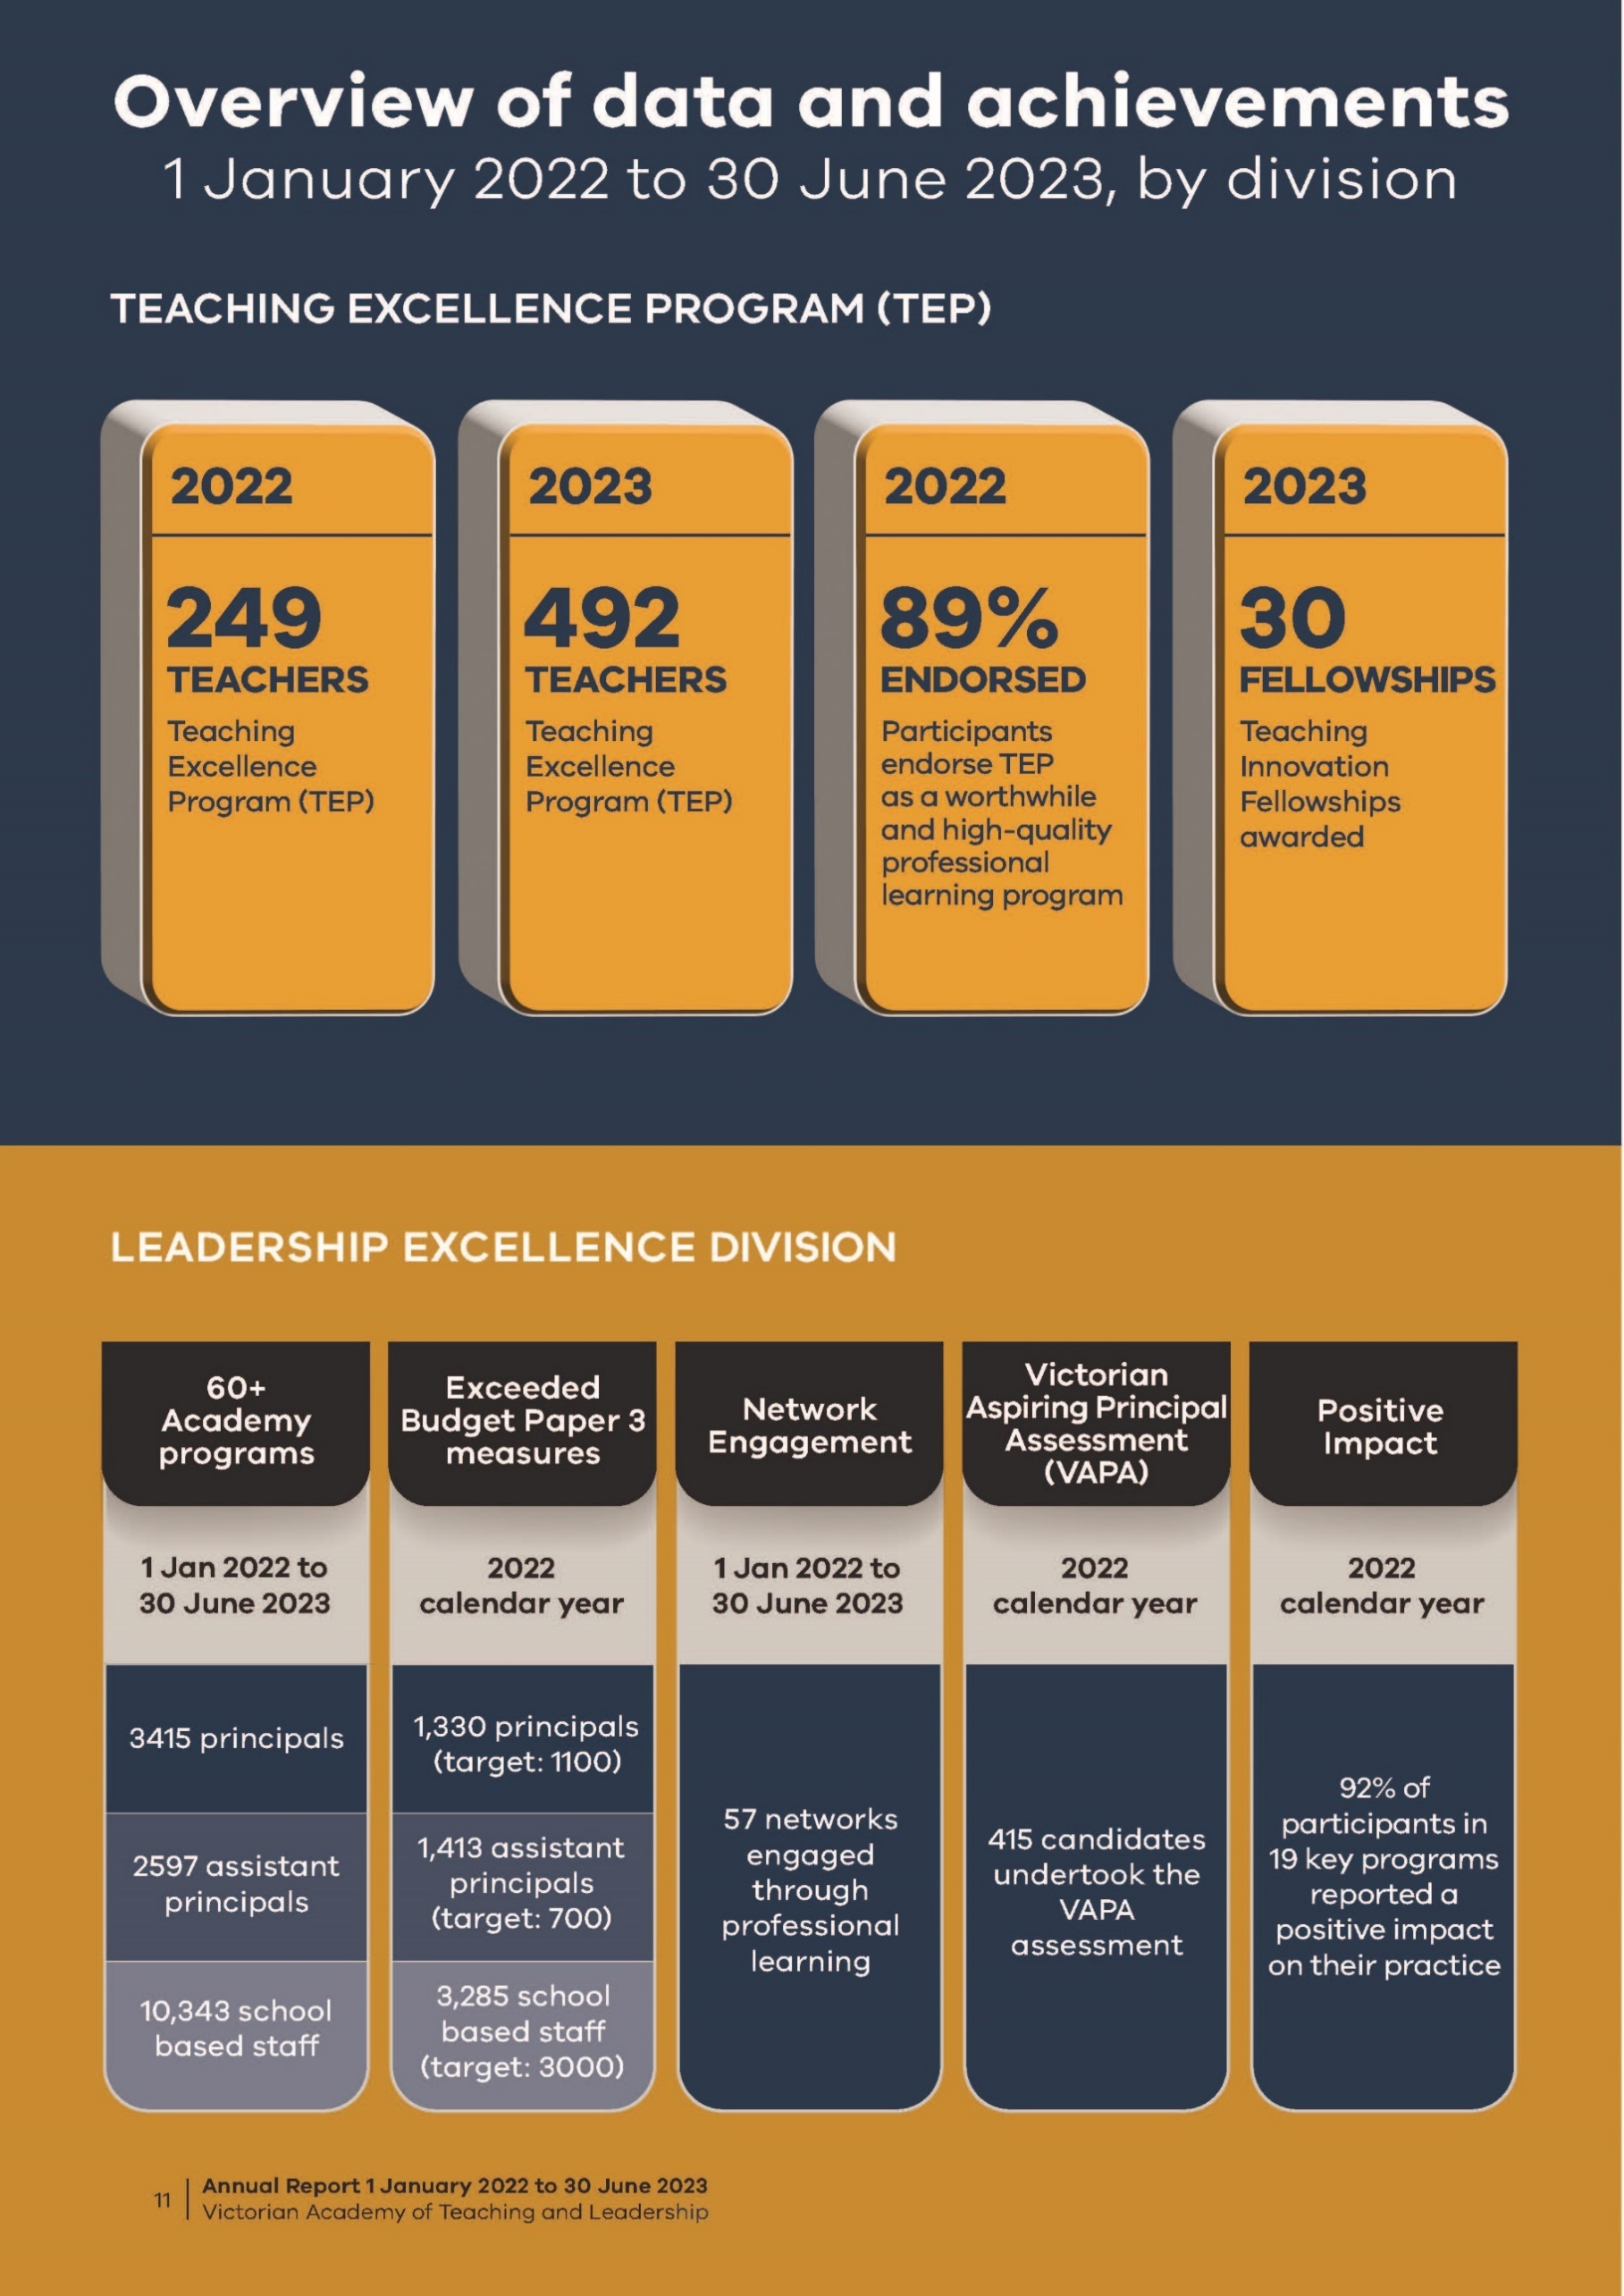 Overview of data and achievements
1 January 2022 to 30 June 2023, by division
TEACHING EXCELLENCE PROGRAM (TEP)
2022
249
TEACHERS
Teaching
Excellence
Program (TEP)
2023
492
TEACHERS
Teaching
Excellence
Program (TEP)
2022
89%
ENDORSED
Participants
endorse TEP
as a worthwhile
and high-quality
professional
learning program
2023
30
FELLOWSHIPS
Teaching
Innovation
Fellowships
awarded
LEADERSHIP EXCELLENCE DIVISION
60+
Academy
programs
1 Jan 2022 to
30 June 2023
3415 principals
2597 assistant
principals
10,343 school
based staff
Exceeded
Budget Paper 3
measures
2022
calendar year
1,330 principals
(target: 1100)
1,413 assistant
principals
(target: 700)
3,285 school
based staff
(target: 3000)
Network
Engagement
1 Jan 2022 to
30 June 2023
57 networks
engaged
through
professional
learning
Victorian
Aspiring Principal
Assessment
(VAPA)
2022
calendar year
415 candidates
undertook the
VAPA
assessment
Positive
Impact
2022
calendar year
92% of
participants in
19 key programs
reported a
positive impact
on their practice
11
Annual Report 1 January 2022 to 30 June 2023
Victorian Academy of Teaching and Leadership